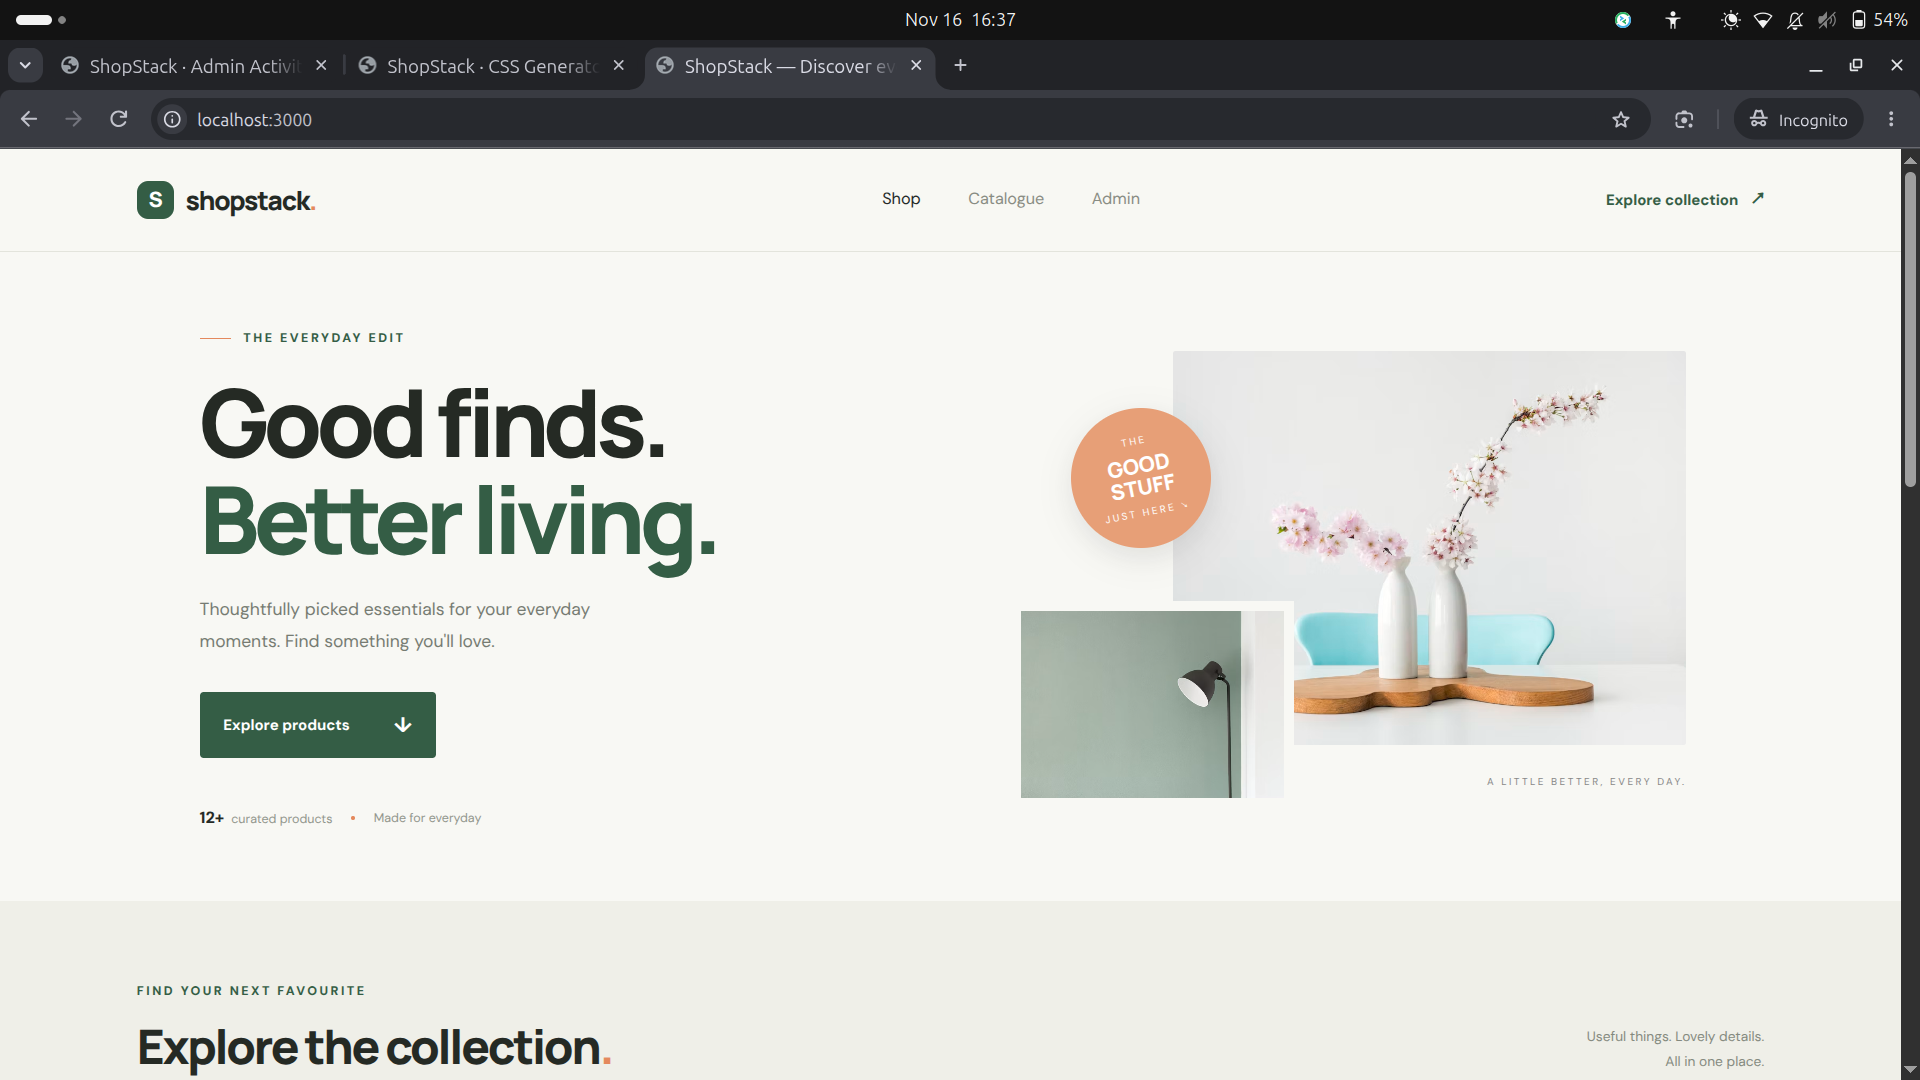 Nov 16 16:37
54%
ShopStack · Admin Activit
ShopStack · CSS Generato
ShopStack — Discover ev
localhost:3000
Incognito
S
shopstack.
Shop
Catalogue
Admin
Explore collection ↗
THE EVERYDAY EDIT
Good finds.
Better living.
Thoughtfully picked essentials for your everyday
moments. Find something you'll love.
Explore products ↓
12+ curated products • Made for everyday
THE
GOOD
STUFF
JUST HERE ↘
A LITTLE BETTER, EVERY DAY.
FIND YOUR NEXT FAVOURITE
Explore the collection.
Useful things. Lovely details.
All in one place.